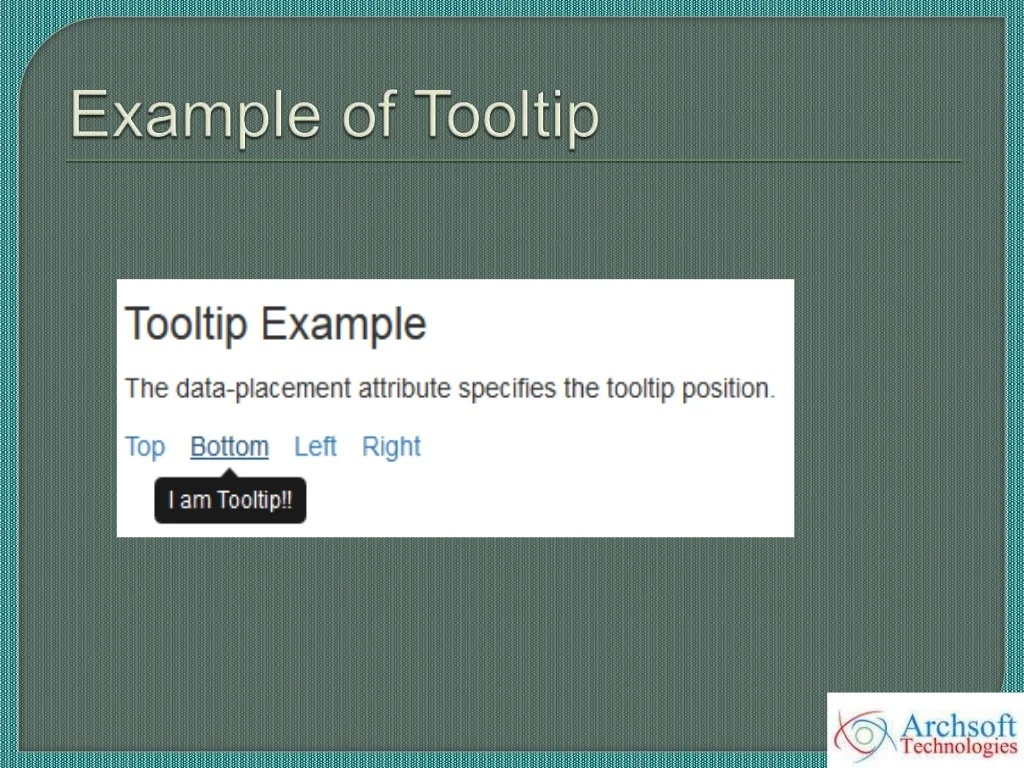 Example of Tooltip
Tooltip Example
The data-placement attribute specifies the tooltip position.
Top Bottom Left Right
I am Tooltip!!
Archsoft
Technologies